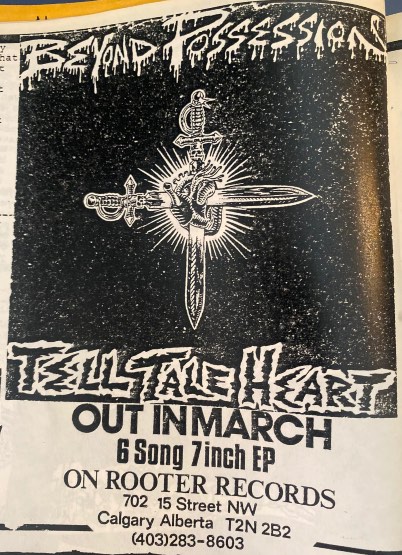 BEYOND POSSESSION
TELL TALE HEART
OUT IN MARCH
6 Song 7inch EP
ON ROOTER RECORDS
702 15 Street NW
Calgary Alberta T2N 2B2
(403)283-8603